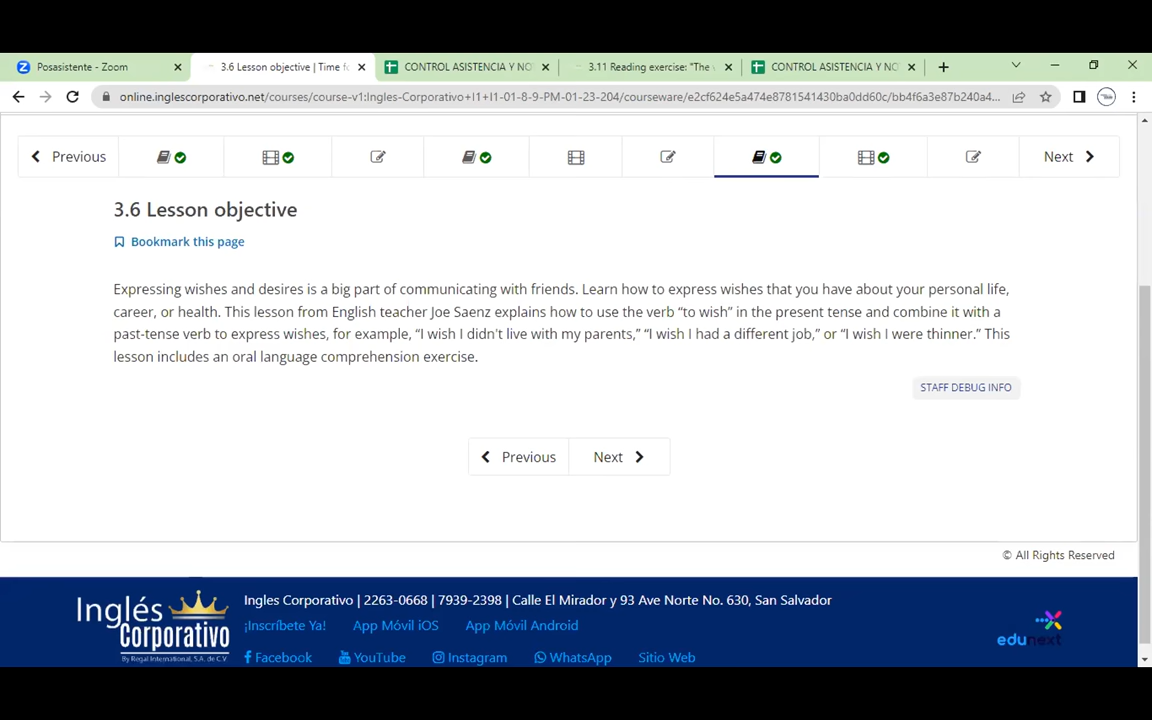 Posasistente - Zoom
3.6 Lesson objective | Time fo
CONTROL ASISTENCIA Y NO
3.11 Reading exercise: "The
CONTROL ASISTENCIA Y NO
online.inglescorporativo.net/courses/course-v1:Ingles-Corporativo+I1+I1-01-8-9-PM-01-23-204/courseware/e2cf624e5a474e8781541430ba0dd60c/bb4f6a3e87b240a4...
Previous
Next
3.6 Lesson objective
Bookmark this page
Expressing wishes and desires is a big part of communicating with friends. Learn how to express wishes that you have about your personal life,
career, or health. This lesson from English teacher Joe Saenz explains how to use the verb “to wish” in the present tense and combine it with a
past-tense verb to express wishes, for example, “I wish I didn't live with my parents,” “I wish I had a different job,” or “I wish I were thinner.” This
lesson includes an oral language comprehension exercise.
STAFF DEBUG INFO
Previous
Next
© All Rights Reserved
Inglés Corporativo
By Regal International, S.A. de C.V.
Ingles Corporativo | 2263-0668 | 7939-2398 | Calle El Mirador y 93 Ave Norte No. 630, San Salvador
¡Inscríbete Ya! App Móvil iOS App Móvil Android
Facebook YouTube Instagram WhatsApp Sitio Web
edunext